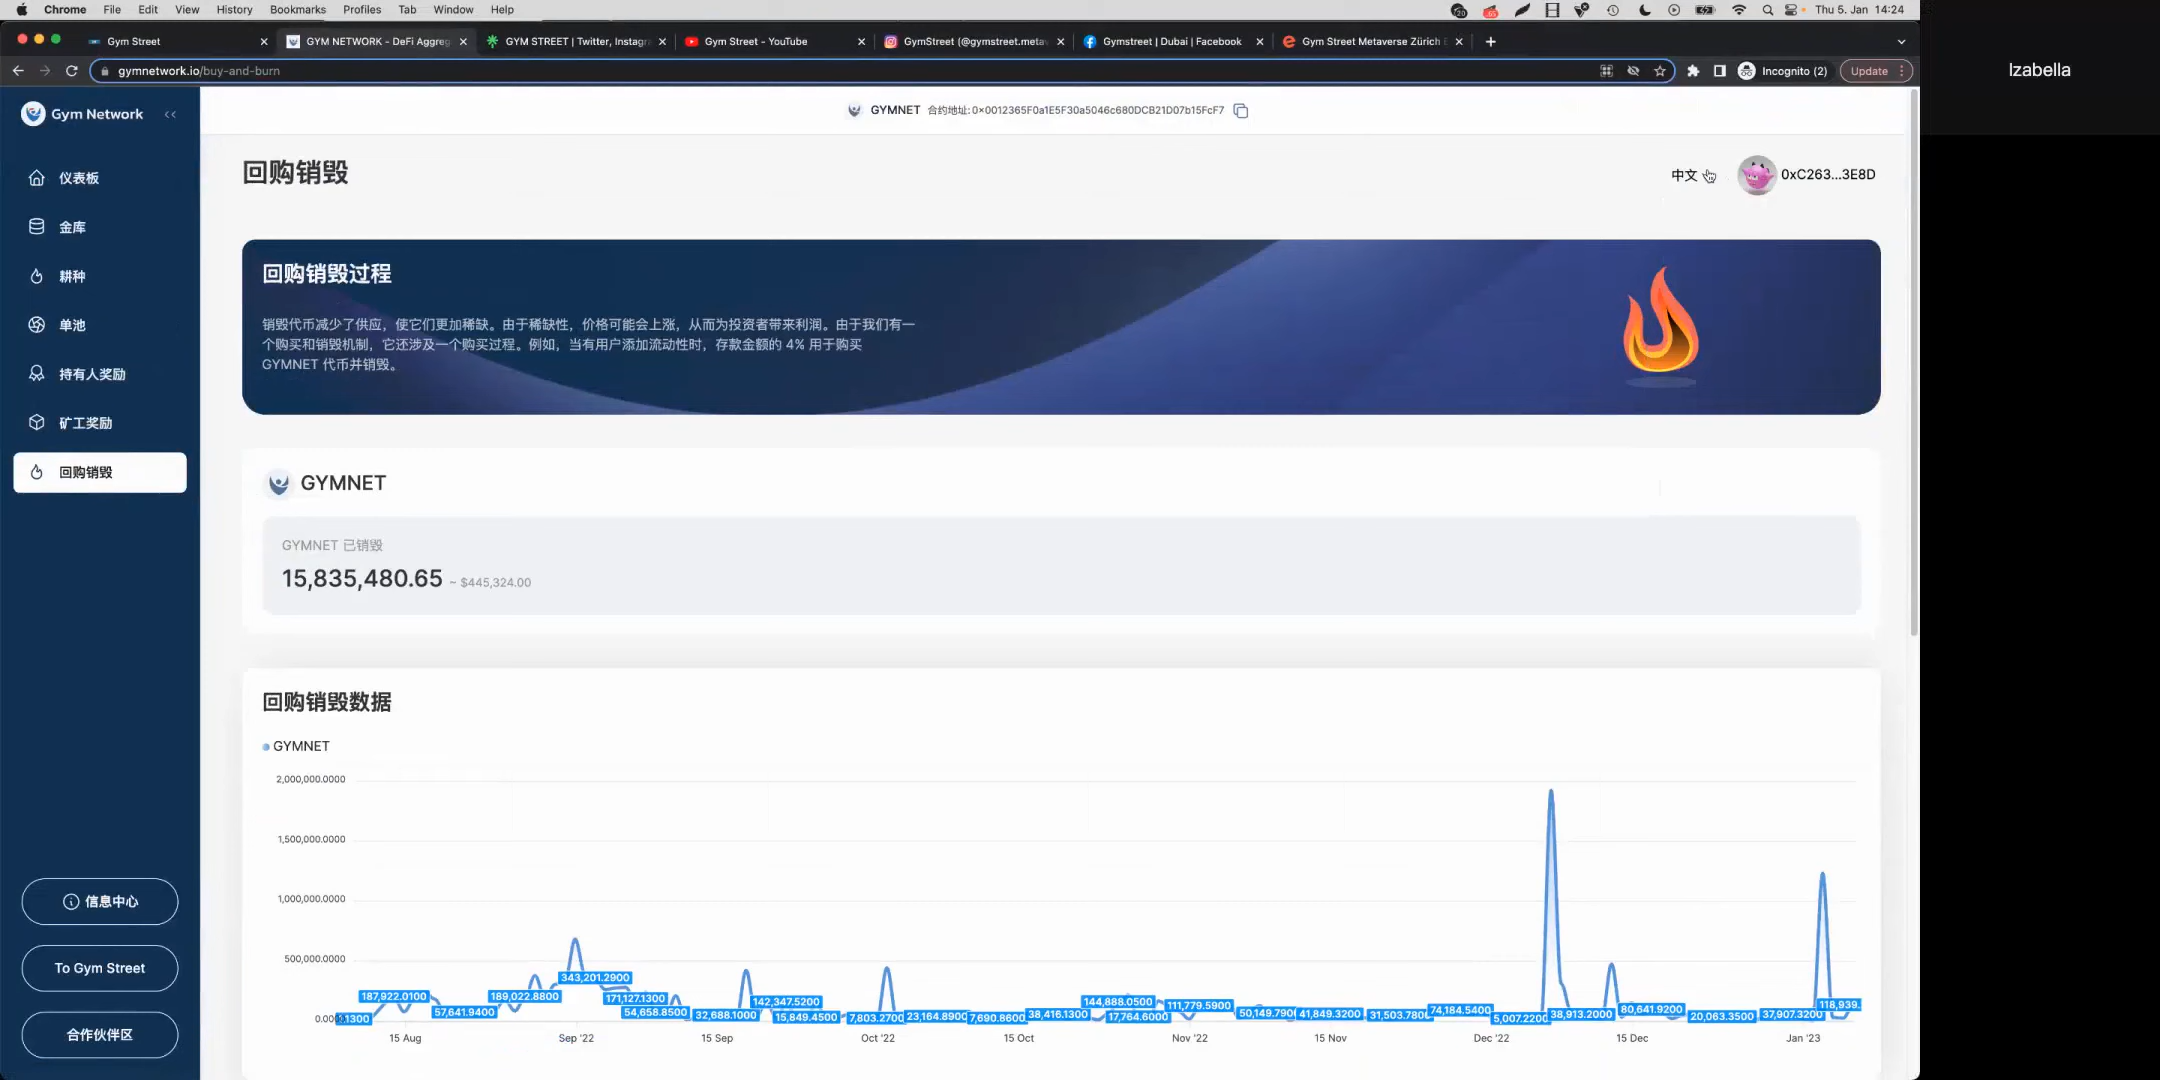 Chrome File Edit View History Bookmarks Profiles Tab Window Help
Thu 5. Jan 14:24
Gym Street
GYM NETWORK - DeFi Aggreg
GYM STREET | Twitter, Instagra
Gym Street - YouTube
GymStreet (@gymstreet.metav
Gymstreet | Dubai | Facebook
Gym Street Metaverse Zürich
gymnetwork.io/buy-and-burn
Incognito (2)
Update
Izabella
Gym Network
GYMNET 合约地址: 0x0012365F0a1E5F30a5046c680DCB21D07b15FcF7
仪表板
金库
耕种
单池
持有人奖励
矿工奖励
回购销毁
信息中心
To Gym Street
合作伙伴区
回购销毁
中文
0xC263...3E8D
回购销毁过程
销毁代币减少了供应，使它们更加稀缺。由于稀缺性，价格可能会上涨，从而为投资者带来利润。由于我们有一
个购买和销毁机制，它还涉及一个购买过程。例如，当有用户添加流动性时，存款金额的 4% 用于购买
GYMNET 代币并销毁。
GYMNET
GYMNET 已销毁
15,835,480.65 ~ $445,324.00
回购销毁数据
GYMNET
2,000,000.0000
1,500,000.0000
1,000,000.0000
500,000.0000
343,201.2900
187,922.0100
189,022.8800
171,127.1300
142,347.5200
144,888.0500
111,779.5900
118,939.
57,641.9400
54,658.8500
32,688.1000
15,849.4500
7,803.2700
23,164.8900
7,690.8600
38,416.1300
17,764.6000
50,149.790
41,849.3200
31,503.780
74,184.5400
5,007.2200
38,913.2000
80,641.9200
20,063.3500
37,907.3200
15 Aug
Sep '22
15 Sep
Oct '22
15 Oct
Nov '22
15 Nov
Dec '22
15 Dec
Jan '23